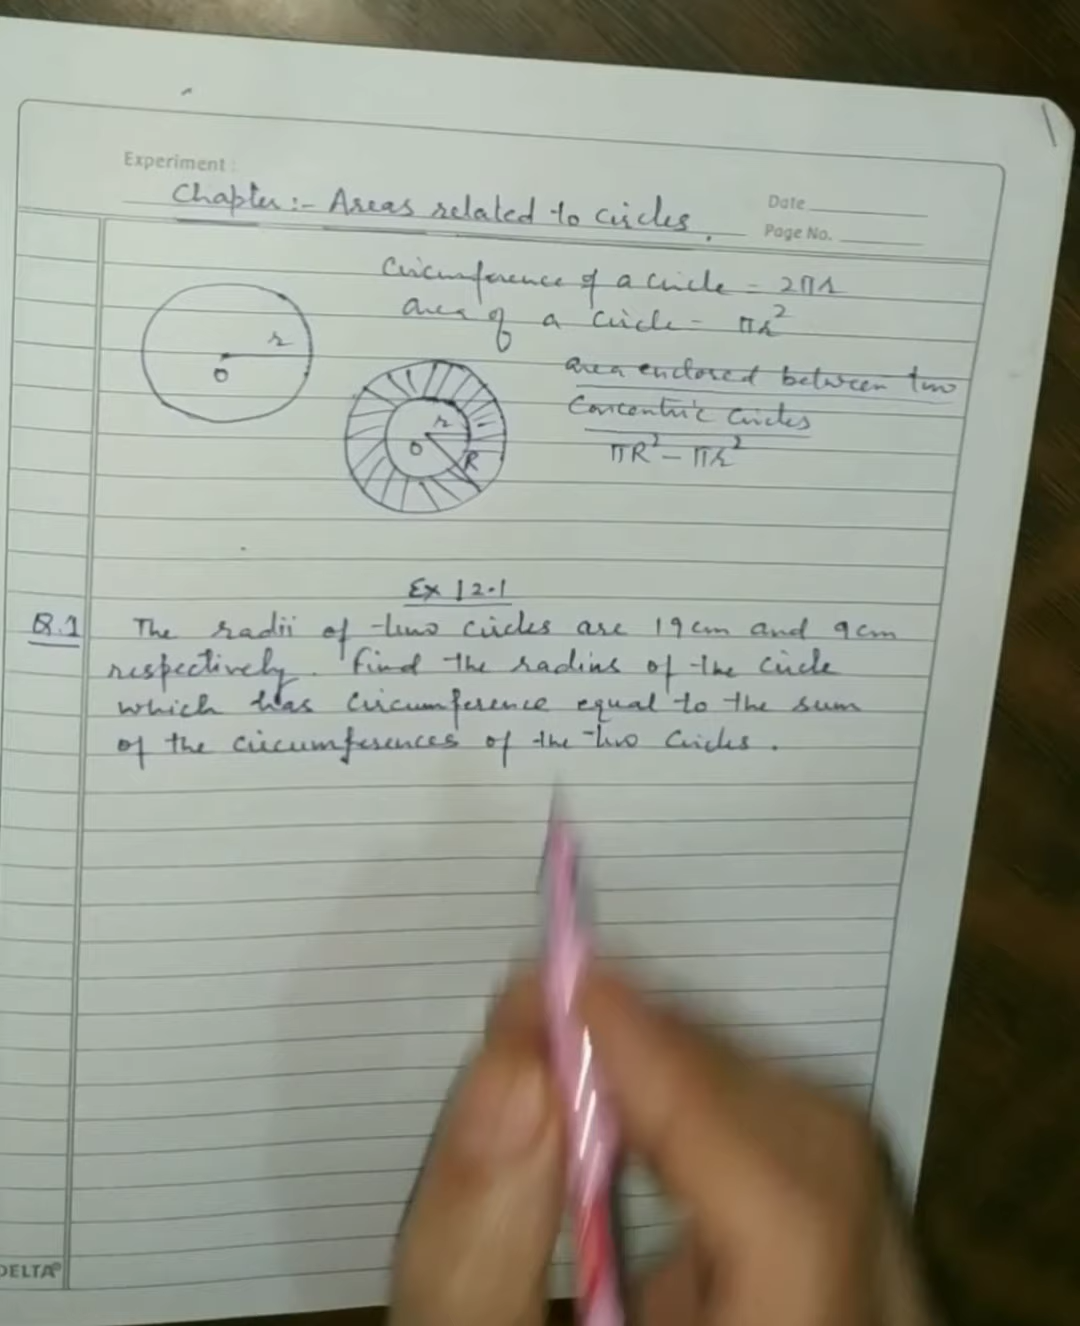 Experiment :
Chapter :- Areas related to circles.
Date
Page No.
Circumference of a circle = 2πr
area of a circle - πr²
r
O
area enclosed between two
concentric circles
πR² - πr²
r
O
R
Ex 12.1
Q.1 The radii of two circles are 19 cm and 9 cm
respectively. Find the radius of the circle
which has circumference equal to the sum
of the circumferences of the two circles.
DELTA